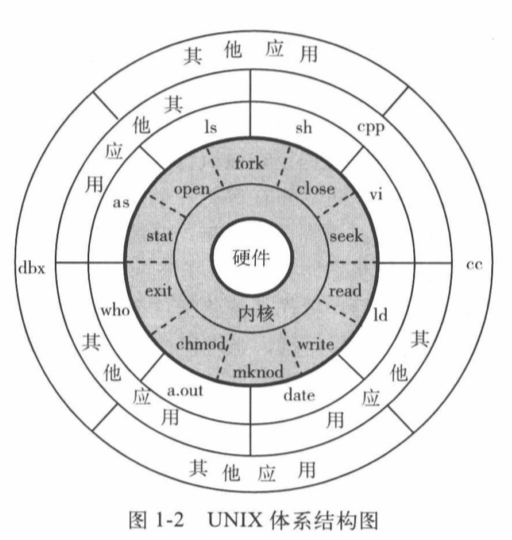 其他应用
其他应用
ls
sh
cpp
fork
open
close
as
vi
stat
seek
硬件
dbx
cc
exit
read
who
内核
ld
chmod
write
mknod
其他应用
其他应用
a.out
date
其他应用
图 1-2 UNIX 体系结构图